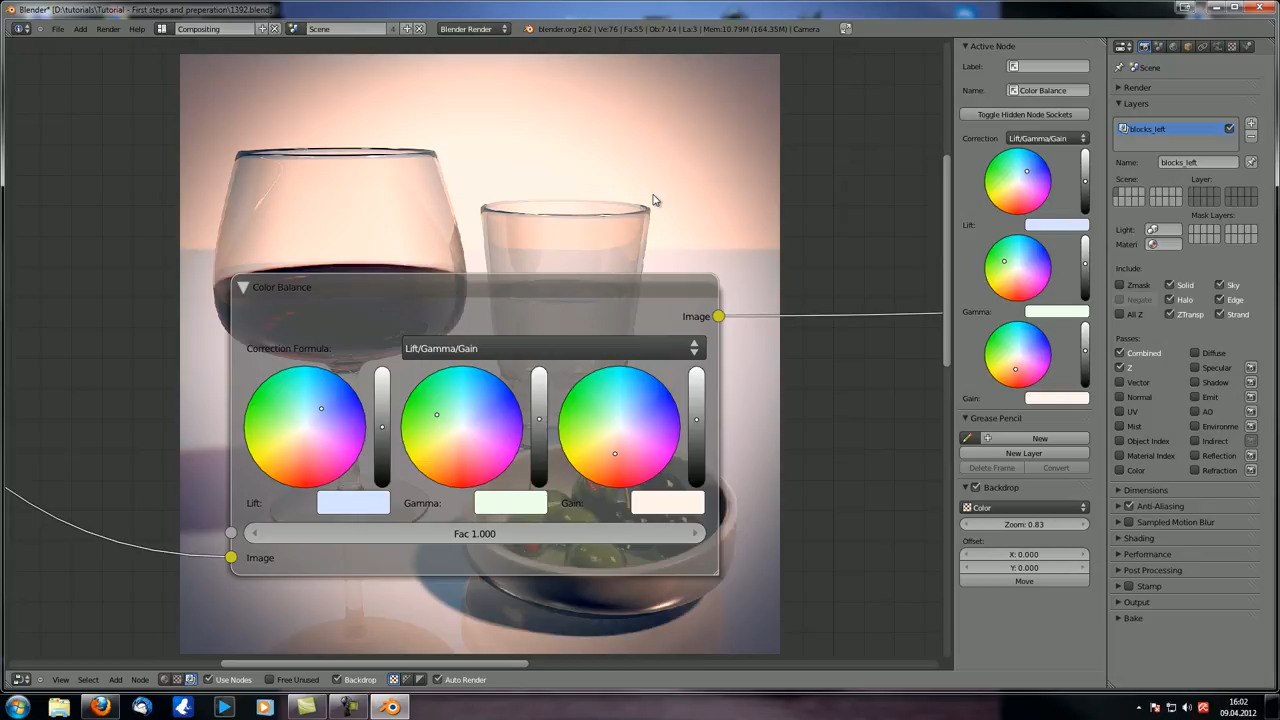 Blender* [D:\tutorials\Tutorial - First steps and preperation\1392.blend]
File Add Render Help Compositing Scene 4 Blender Render blender.org 262 | Ve:76 | Fa:55 | Ob:7-14 | La:3 | Mem:10.79M (164.35M) | Camera
Color Balance
Image
Correction Formula: Lift/Gamma/Gain
Lift: Gamma: Gain:
Fac 1.000
Image
View Select Add Node Use Nodes Free Unused Backdrop Auto Render
Active Node
Label:
Name: Color Balance
Toggle Hidden Node Sockets
Correction Lift/Gamma/Gain
Lift:
Gamma:
Gain:
Grease Pencil
New
New Layer
Delete Frame Convert
Backdrop
Color
Zoom: 0.83
Offset:
X: 0.000
Y: 0.000
Move
Scene
Render
Layers
blocks_left
Name: blocks_left
Scene: Layer:
Mask Layers:
Light:
Materi
Include:
Zmask Solid Sky
Negate Halo Edge
All Z ZTransp Strand
Passes:
Combined Diffuse
Z Specular
Vector Shadow
Normal Emit
UV AO
Mist Environme
Object Index Indirect
Material Index Reflection
Color Refraction
Dimensions
Anti-Aliasing
Sampled Motion Blur
Shading
Performance
Post Processing
Stamp
Output
Bake
16:02
09.04.2012